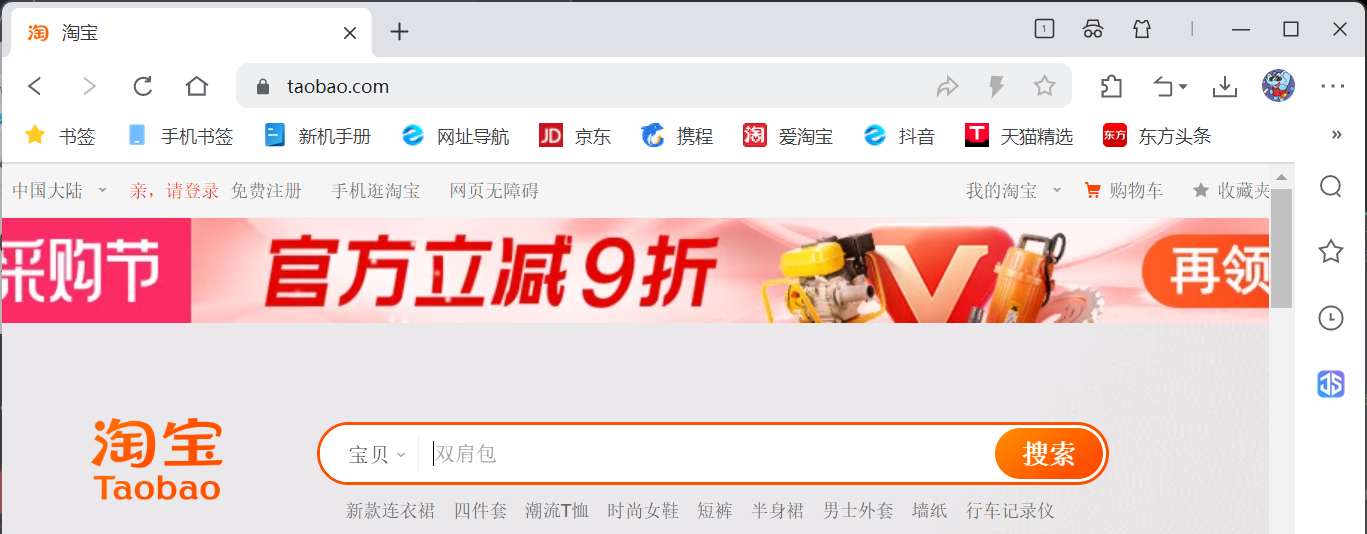 淘宝
1
taobao.com
书签 手机书签 新机手册 网址导航 JD 京东 携程 淘 爱淘宝 抖音 T 天猫精选 东方 东方头条 »
中国大陆 亲，请登录 免费注册 手机逛淘宝 网页无障碍 我的淘宝 购物车 收藏夹
采购节 官方立减9折 再领
淘宝
Taobao
宝贝 双肩包 搜索
新款连衣裙 四件套 潮流T恤 时尚女鞋 短裤 半身裙 男士外套 墙纸 行车记录仪